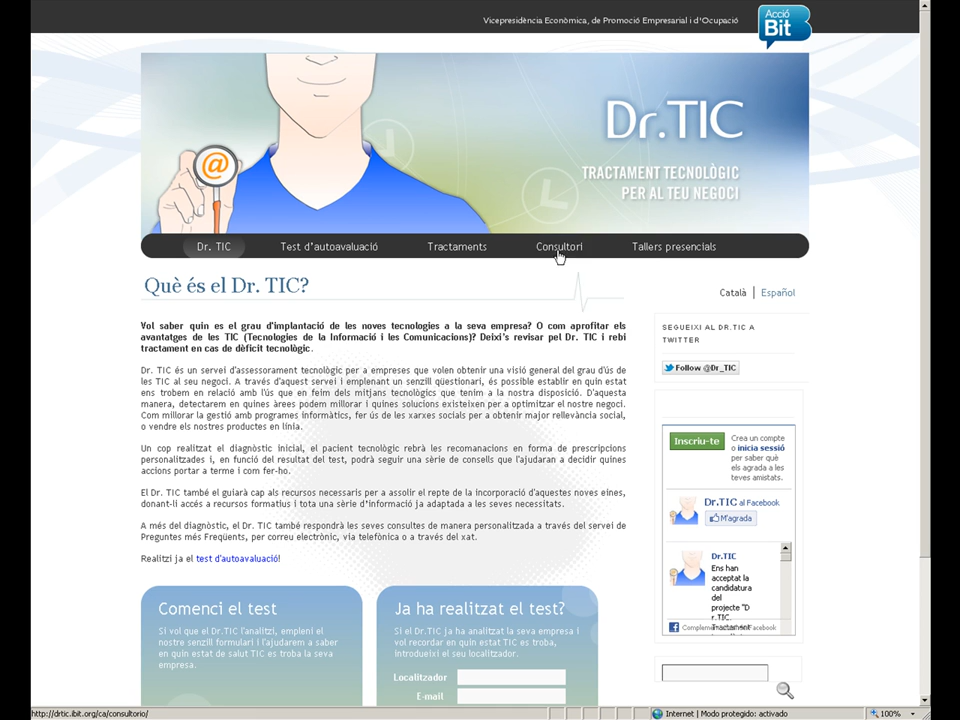 Vicepresidència Econòmica, de Promoció Empresarial i d'Ocupació
Acció
Bit
@
Dr.TIC
TRACTAMENT TECNOLÒGIC
PER AL TEU NEGOCI
Dr. TIC
Test d'autoavaluació
Tractaments
Consultori
Tallers presencials
Què és el Dr. TIC?
Català | Español
Vol saber quin es el grau d'implantació de les noves tecnologies a la seva empresa? O com aprofitar els
avantatges de les TIC (Tecnologies de la Informació i les Comunicacions)? Deixi's revisar pel Dr. TIC i rebi
tractament en cas de dèficit tecnològic.
Dr. TIC és un servei d'assessorament tecnològic per a empreses que volen obtenir una visió general del grau d'ús de
les TIC al seu negoci. A través d'aquest servei i emplenant un senzill qüestionari, és possible establir en quin estat
ens trobem en relació amb l'ús que en feim dels mitjans tecnològics que tenim a la nostra disposició. D'aquesta
manera, detectarem en quines àrees podem millorar i quines solucions existeixen per a optimitzar el nostre negoci.
Com millorar la gestió amb programes informàtics, fer ús de les xarxes socials per a obtenir major rellevància social,
o vendre els nostres productes en línia.
Un cop realitzat el diagnòstic inicial, el pacient tecnològic rebrà les recomanacions en forma de prescripcions
personalitzades i, en funció del resultat del test, podrà seguir una sèrie de consells que l'ajudaran a decidir quines
accions portar a terme i com fer-ho.
El Dr. TIC també el guiarà cap als recursos necessaris per a assolir el repte de la incorporació d'aquestes noves eines,
donant-li accés a recursos formatius i tota una sèrie d'informació ja adaptada a les seves necessitats.
A més del diagnòstic, el Dr. TIC també respondrà les seves consultes de manera personalitzada a través del servei de
Preguntes més Freqüents, per correu electrònic, via telefònica o a través del xat.
Realitzi ja el test d'autoavaluació!
Comenci el test
Si vol que el Dr.TIC l'analitzi, empleni el
nostre senzill formulari i l'ajudarem a saber
en quin estat de salut TIC es troba la seva
empresa.
Ja ha realitzat el test?
Si el Dr.TIC ja ha analitzat la seva empresa i
vol recordar en quin estat TIC es troba,
introdueixi el seu localitzador.
Localitzador
E-mail
SEGUEIXI AL DR.TIC A
TWITTER
Follow @Dr_TIC
Inscriu-te
Crea un compte
o inicia sessió
per saber què
els agrada a les
teves amistats.
Dr.TIC al Facebook
M'agrada
Dr.TIC
Ens han
acceptat la
candidatura
del
projecte "D
r.TIC.
Tractament
Complement social de Facebook
http://drtic.ibit.org/ca/consultorio/
Internet | Modo protegido: activado
100%